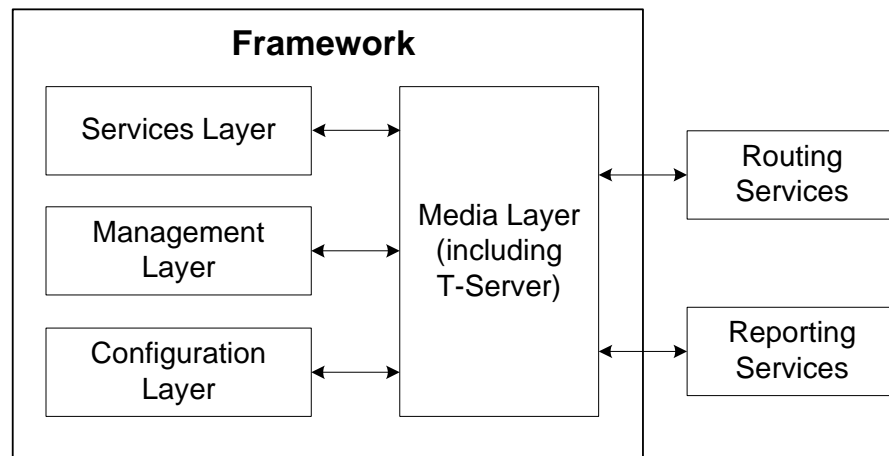 Framework
Services Layer
Management
Layer
Configuration
Layer
Media Layer
(including
T-Server)
Routing
Services
Reporting
Services